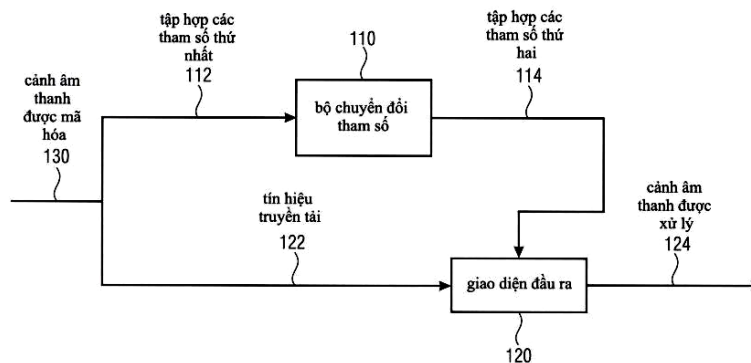 tập hợp các
tham số thứ
nhất
112
110
tập hợp các
tham số thứ
hai
114
cảnh âm
thanh
được mã
hóa
130
bộ chuyển đổi
tham số
tín hiệu
truyền tải
122
cảnh âm
thanh được
xử lý
124
giao diện đầu ra
120